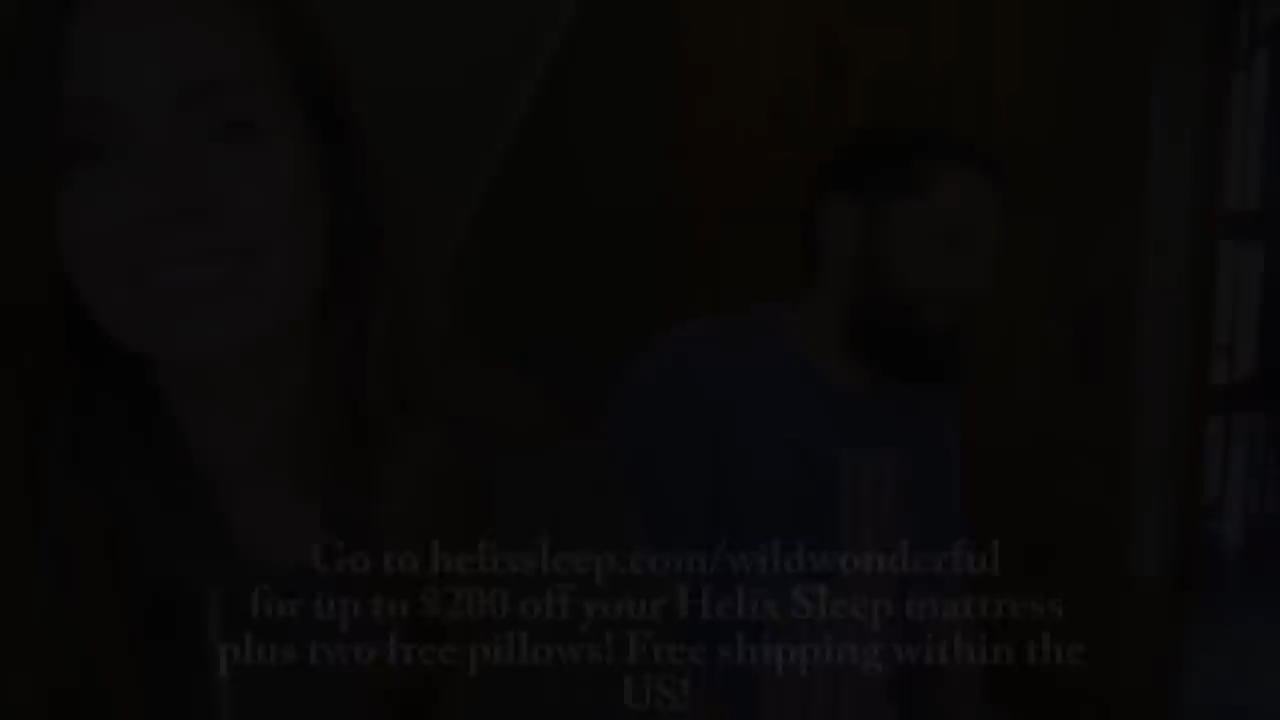 Go to helixsleep.com/wildwonderful
for up to $200 off your Helix Sleep mattress
plus two free pillows! Free shipping within the
US!